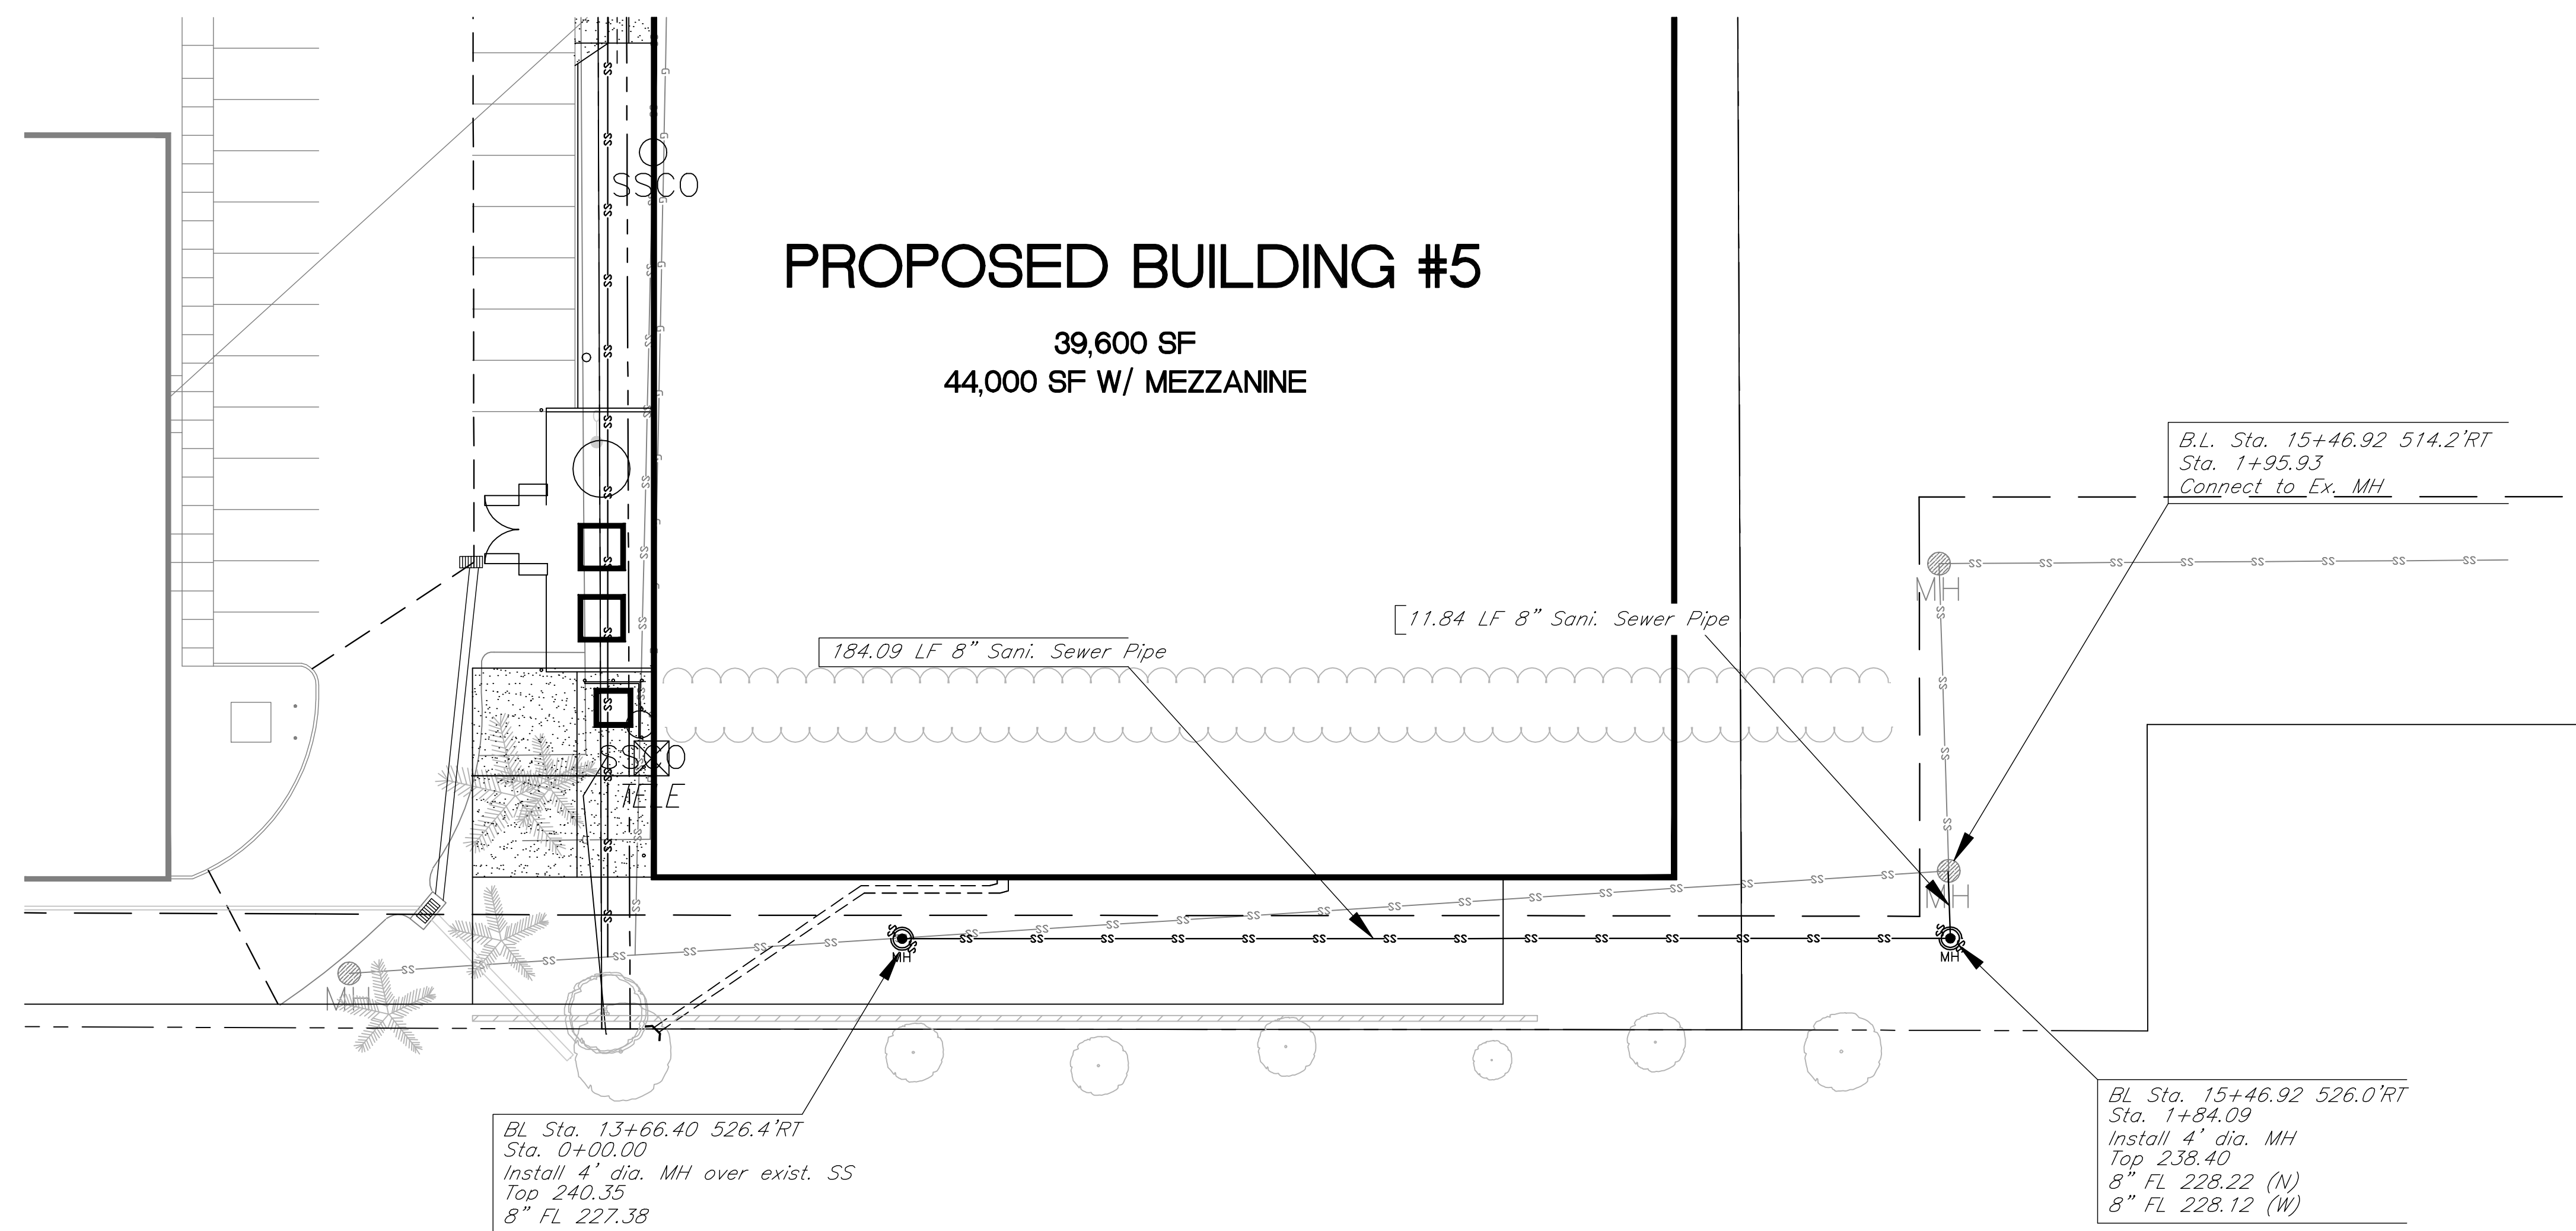 SSCO
PROPOSED BUILDING #5
39,600 SF
44,000 SF W/ MEZZANINE
B.L. Sta. 15+46.92 514.2'RT
Sta. 1+95.93
Connect to Ex. MH
MH
11.84 LF 8" Sani. Sewer Pipe
184.09 LF 8" Sani. Sewer Pipe
SSCO
TELE
MH
MH
MH
MH
BL Sta. 13+66.40 526.4'RT
Sta. 0+00.00
Install 4' dia. MH over exist. SS
Top 240.35
8" FL 227.38
BL Sta. 15+46.92 526.0'RT
Sta. 1+84.09
Install 4' dia. MH
Top 238.40
8" FL 228.22 (N)
8" FL 228.12 (W)